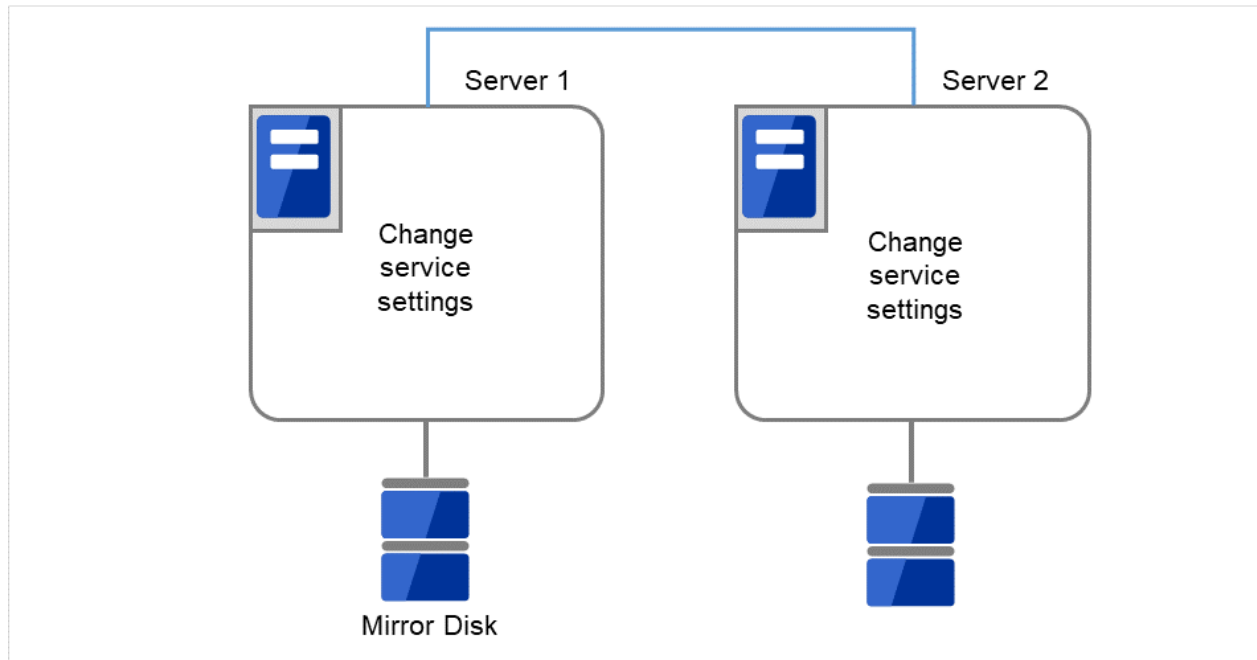 Server 1
Server 2
Change
service
settings
Change
service
settings
Mirror Disk